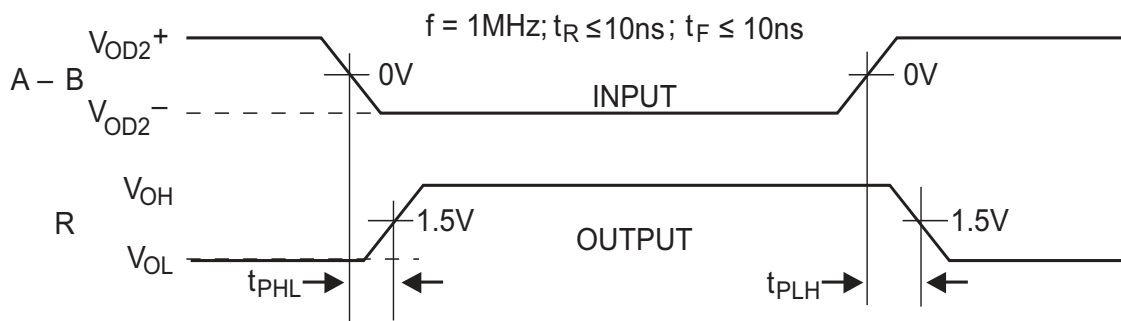 f = 1MHz; tR ≤10ns; tF ≤ 10ns
VOD2+
A – B
0V
0V
INPUT
VOD2–
VOH
R
1.5V
1.5V
OUTPUT
VOL
tPHL
tPLH